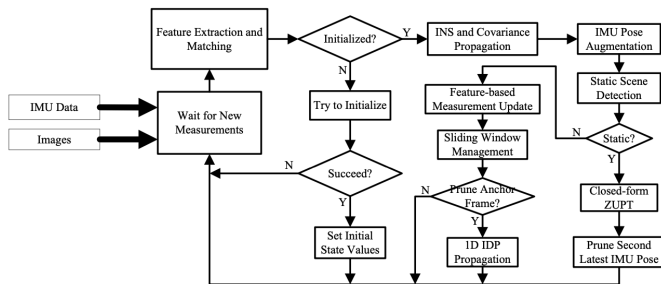 Feature Extraction and
Matching
Initialized?
Y
INS and Covariance
Propagation
IMU Pose
Augmentation
N
IMU Data
Images
Wait for New
Measurements
Try to Initialize
Feature-based
Measurement Update
Static Scene
Detection
N
Static?
Y
Sliding Window
Management
N
Succeed?
Y
N
Prune Anchor
Frame?
Y
Closed-form
ZUPT
Set Initial
State Values
1D IDP
Propagation
Prune Second
Latest IMU Pose